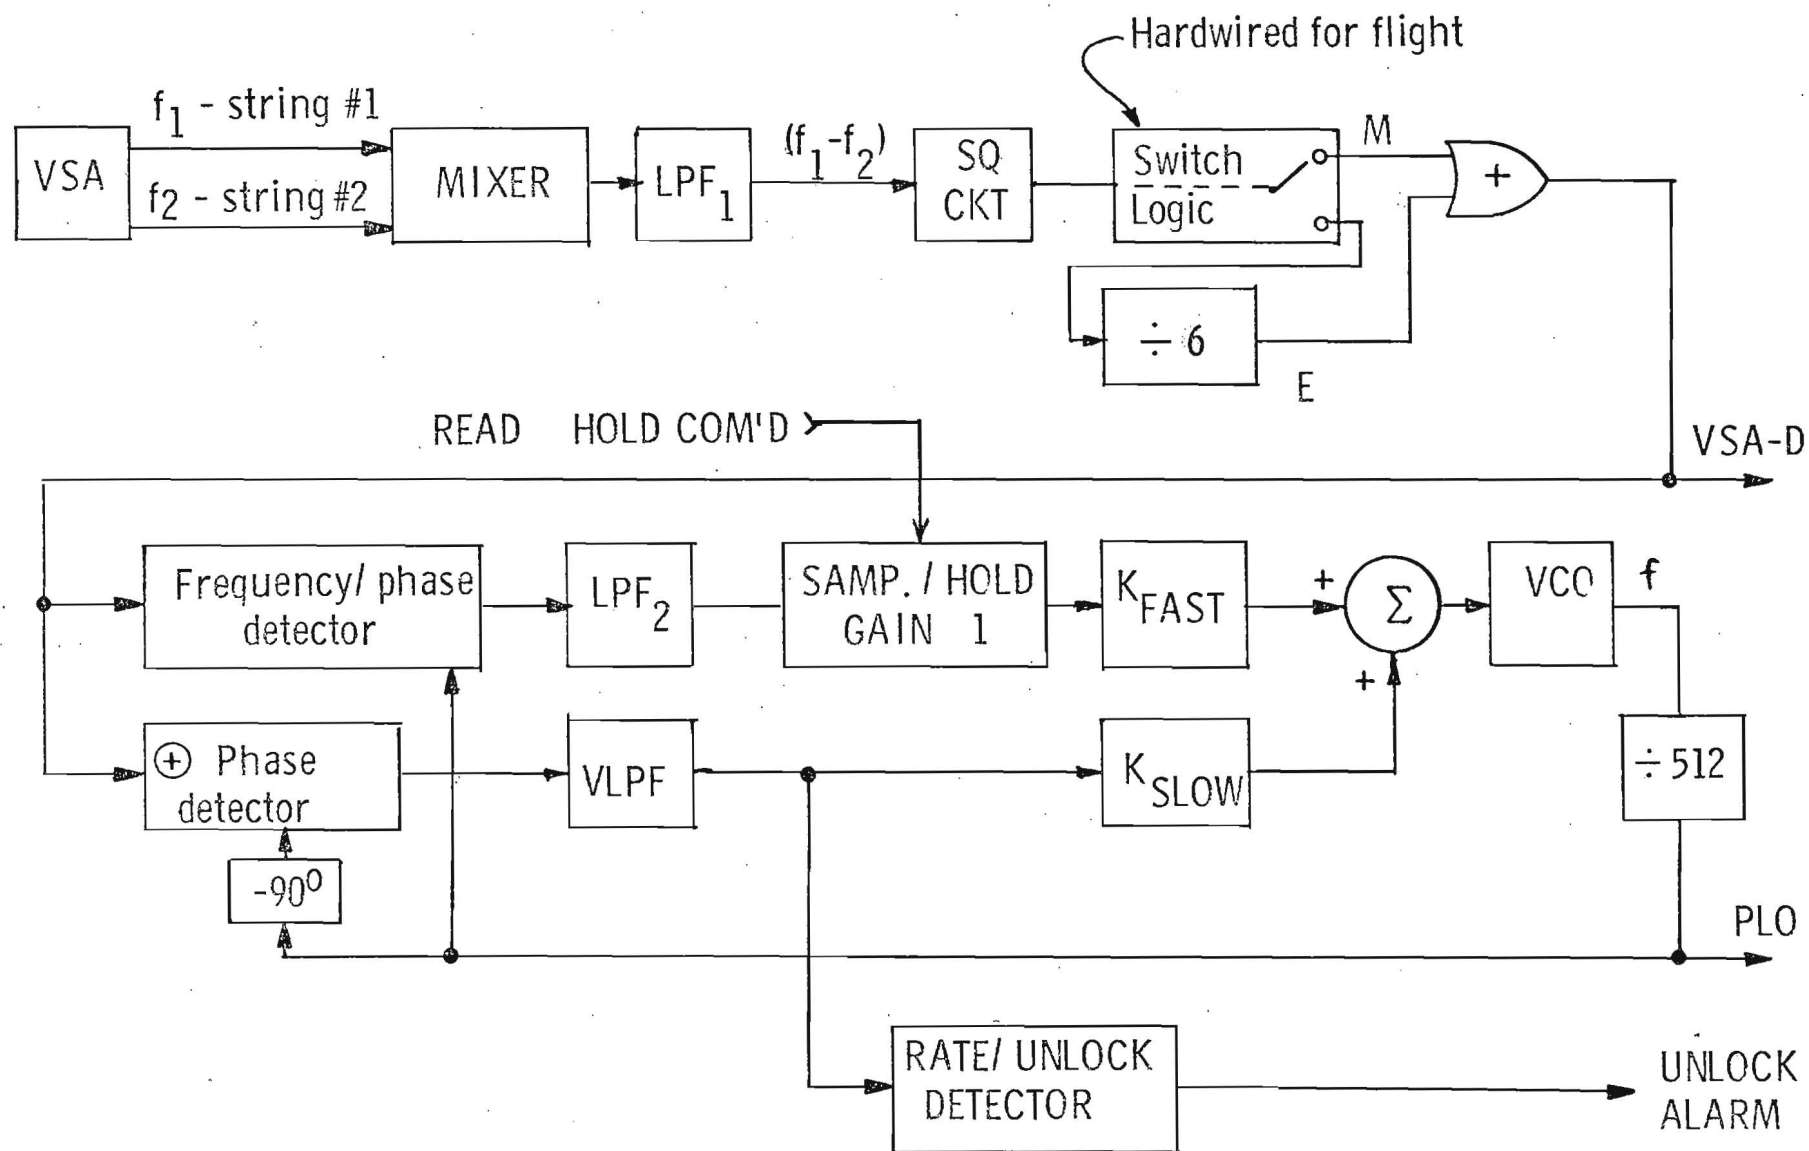 Hardwired for flight
f1 - string #1
f2 - string #2
VSA
MIXER
LPF1
(f1-f2)
SQ
CKT
Switch
Logic
M
+
÷ 6
E
READ HOLD COM'D
VSA-D
Frequency/ phase
detector
LPF2
SAMP. / HOLD
GAIN 1
KFAST
+
Σ
+
VCO
f
+ Phase
detector
VLPF
KSLOW
÷ 512
-90⁰
PLO
RATE/ UNLOCK
DETECTOR
UNLOCK
ALARM